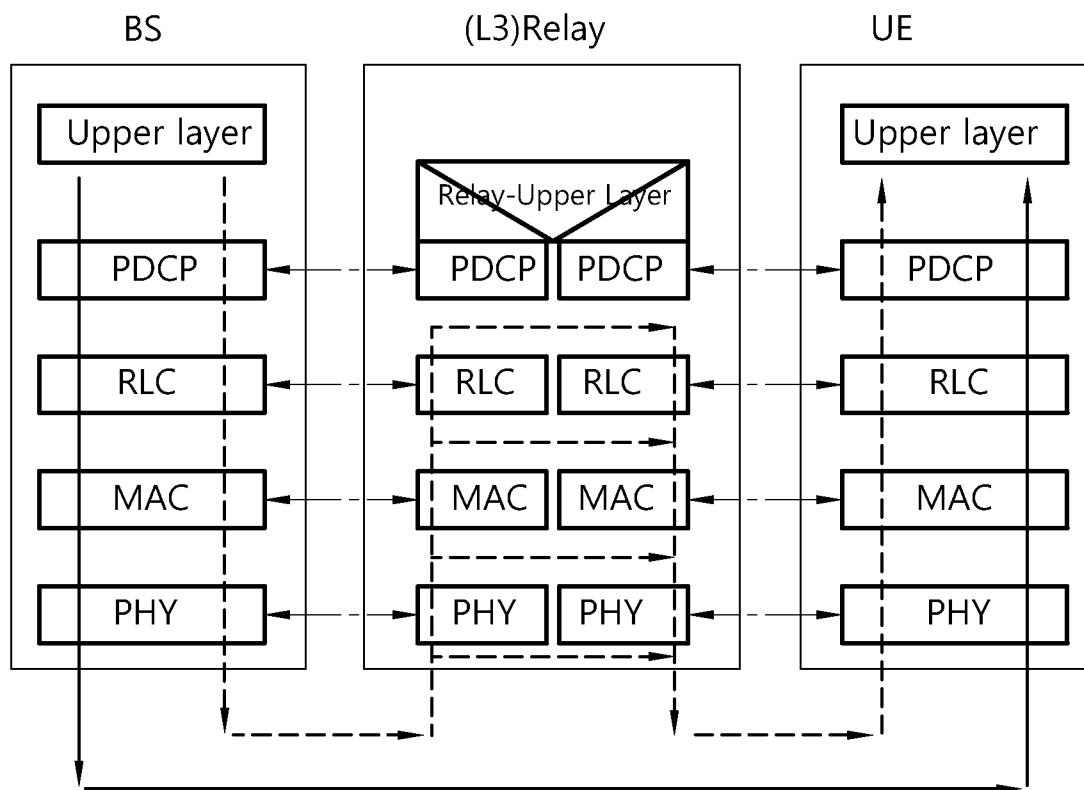 BS (L3)Relay UE
Upper layer Upper layer
Relay-Upper Layer
PDCP PDCP PDCP PDCP
RLC RLC RLC RLC
MAC MAC MAC MAC
PHY PHY PHY PHY